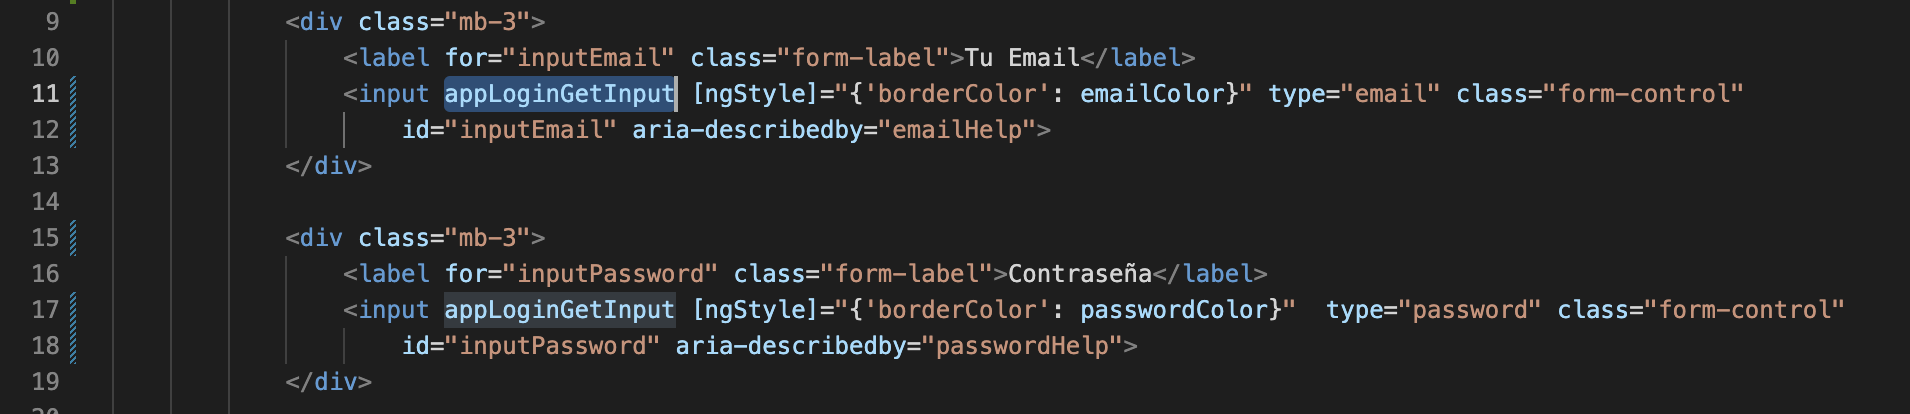 9 <div class="mb-3">
10 <label for="inputEmail" class="form-label">Tu Email</label>
11 <input appLoginGetInput [ngStyle]="{'borderColor': emailColor}" type="email" class="form-control"
12 id="inputEmail" aria-describedby="emailHelp">
13 </div>
14
15 <div class="mb-3">
16 <label for="inputPassword" class="form-label">Contraseña</label>
17 <input appLoginGetInput [ngStyle]="{'borderColor': passwordColor}"  type="password" class="form-control"
18 id="inputPassword" aria-describedby="passwordHelp">
19 </div>